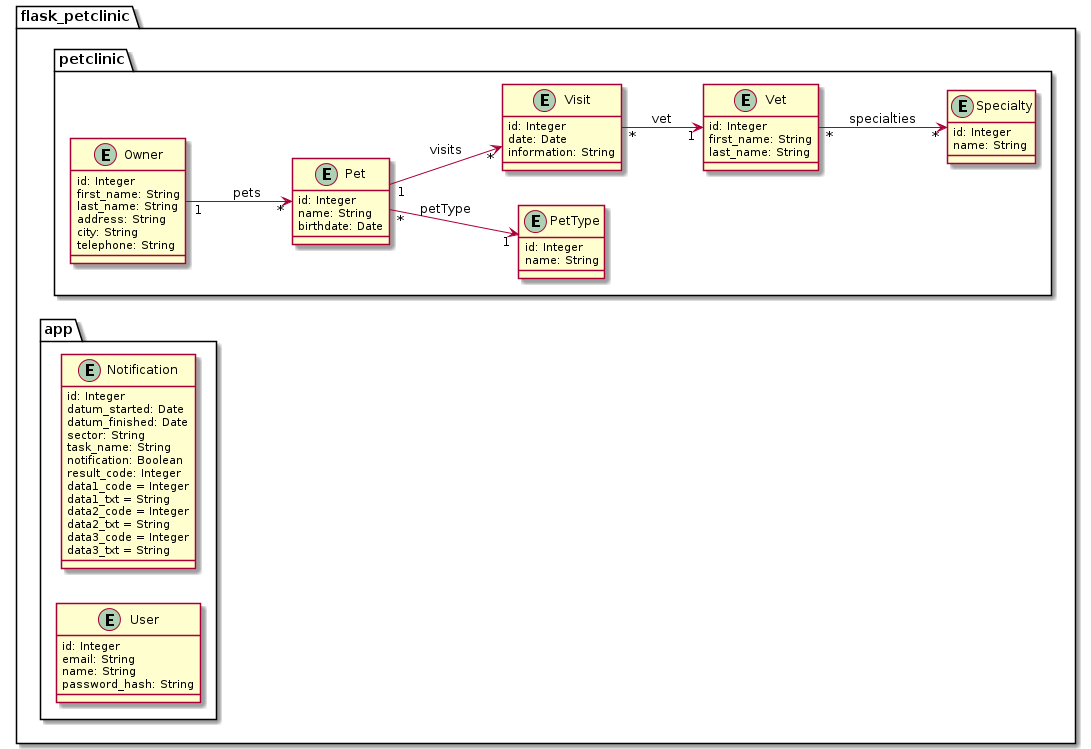 flask_petclinic
petclinic
E Owner
id: Integer
first_name: String
last_name: String
address: String
city: String
telephone: String
1 pets *
E Pet
id: Integer
name: String
birthdate: Date
1 visits *
* petType 1
E Visit
id: Integer
date: Date
information: String
* vet 1
E Vet
id: Integer
first_name: String
last_name: String
* specialties *
E Specialty
id: Integer
name: String
E PetType
id: Integer
name: String
app
E Notification
id: Integer
datum_started: Date
datum_finished: Date
sector: String
task_name: String
notification: Boolean
result_code: Integer
data1_code = Integer
data1_txt = String
data2_code = Integer
data2_txt = String
data3_code = Integer
data3_txt = String
E User
id: Integer
email: String
name: String
password_hash: String